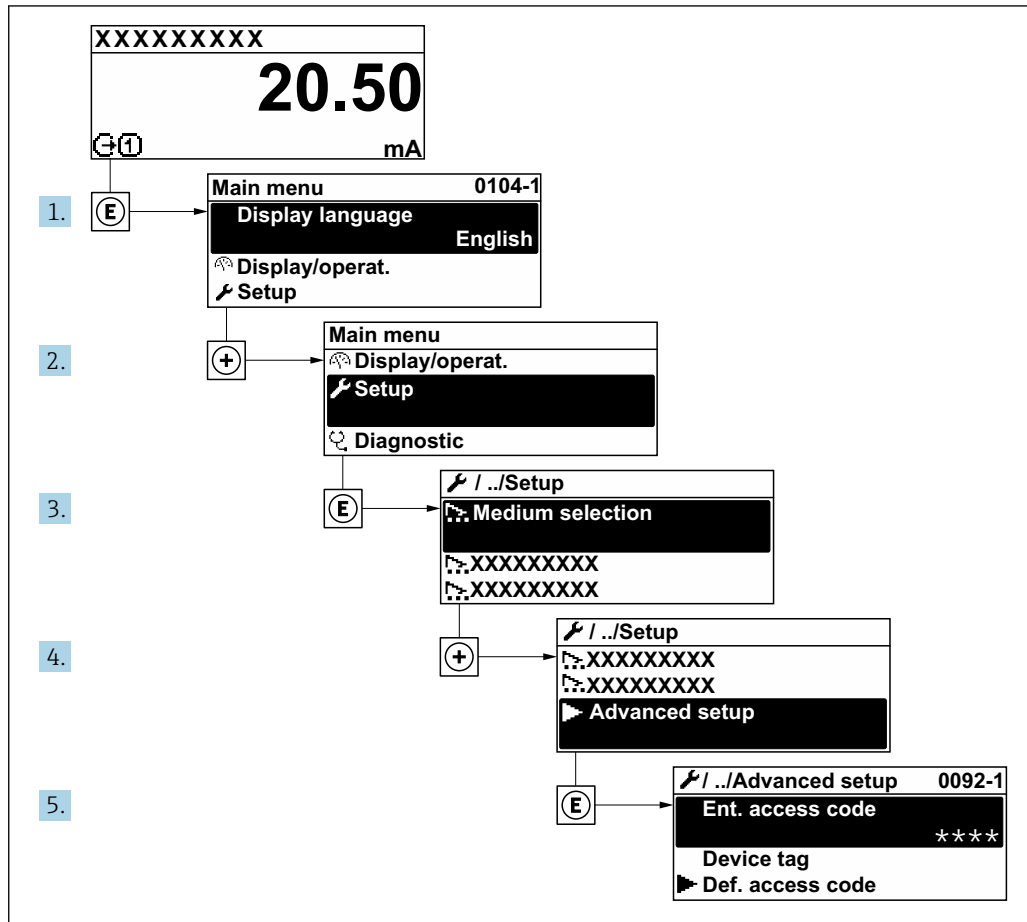 XXXXXXXXX
20.50
1 mA
Main menu 0104-1
1. E Display language
English
Display/operat.
Setup
Main menu
2. + Display/operat.
Setup
Diagnostic
/ ../Setup
3. E Medium selection
XXXXXXXXX
XXXXXXXXX
/ ../Setup
4. + XXXXXXXXX
XXXXXXXXX
Advanced setup
/ ../Advanced setup 0092-1
5. E Ent. access code
****
Device tag
Def. access code